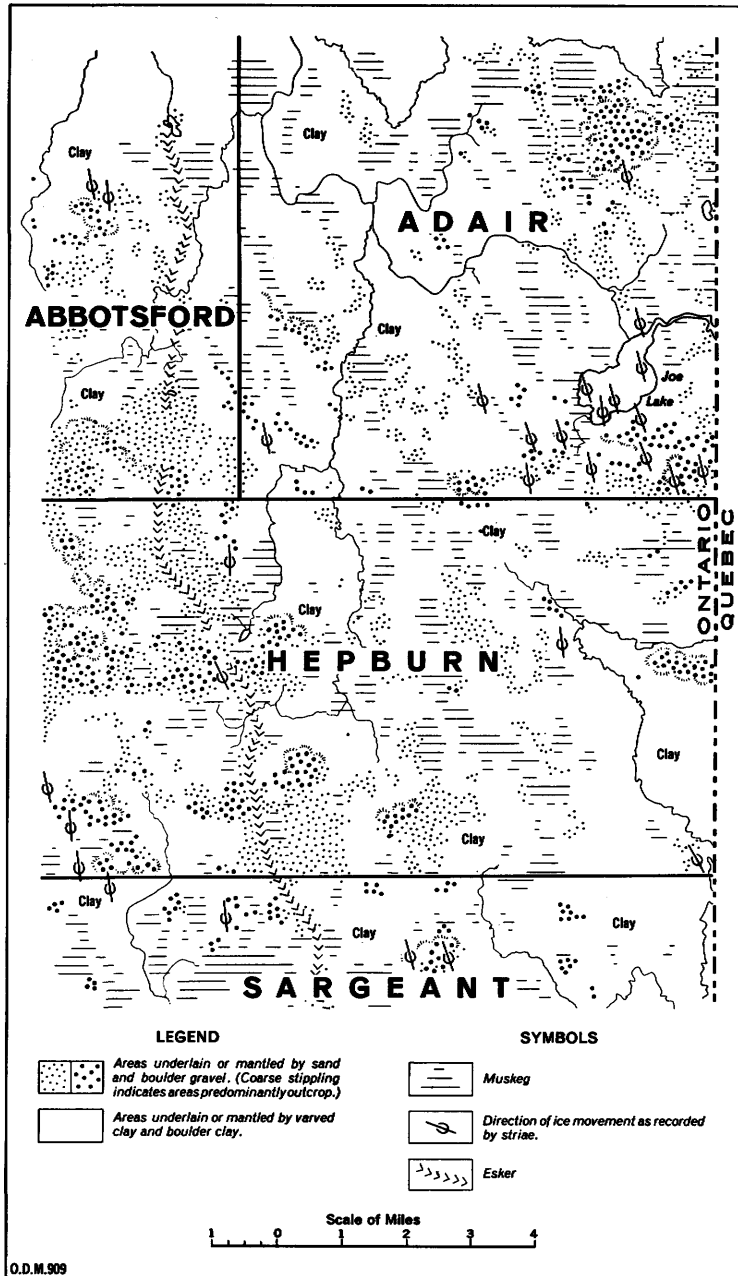 Clay
Clay
ADAIR
ABBOTSFORD
Clay
Clay
Joe
Lake
Clay
ONTARIO
QUEBEC
Clay
HEPBURN
Clay
Clay
Clay
Clay
Clay
SARGEANT
LEGEND
Areas underlain or mantled by sand
and boulder gravel. (Coarse stippling
indicates areas predominantly outcrop.)
Areas underlain or mantled by varved
clay and boulder clay.
SYMBOLS
Muskeg
Direction of ice movement as recorded
by striae.
Esker
Scale of Miles
1 0 1 2 3 4
O.D.M.909